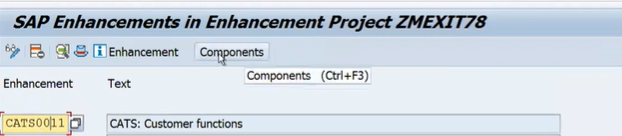 SAP Enhancements in Enhancement Project ZMEXIT78
Enhancement Components
Components (Ctrl+F3)
Enhancement Text
CATS0011 CATS: Customer functions